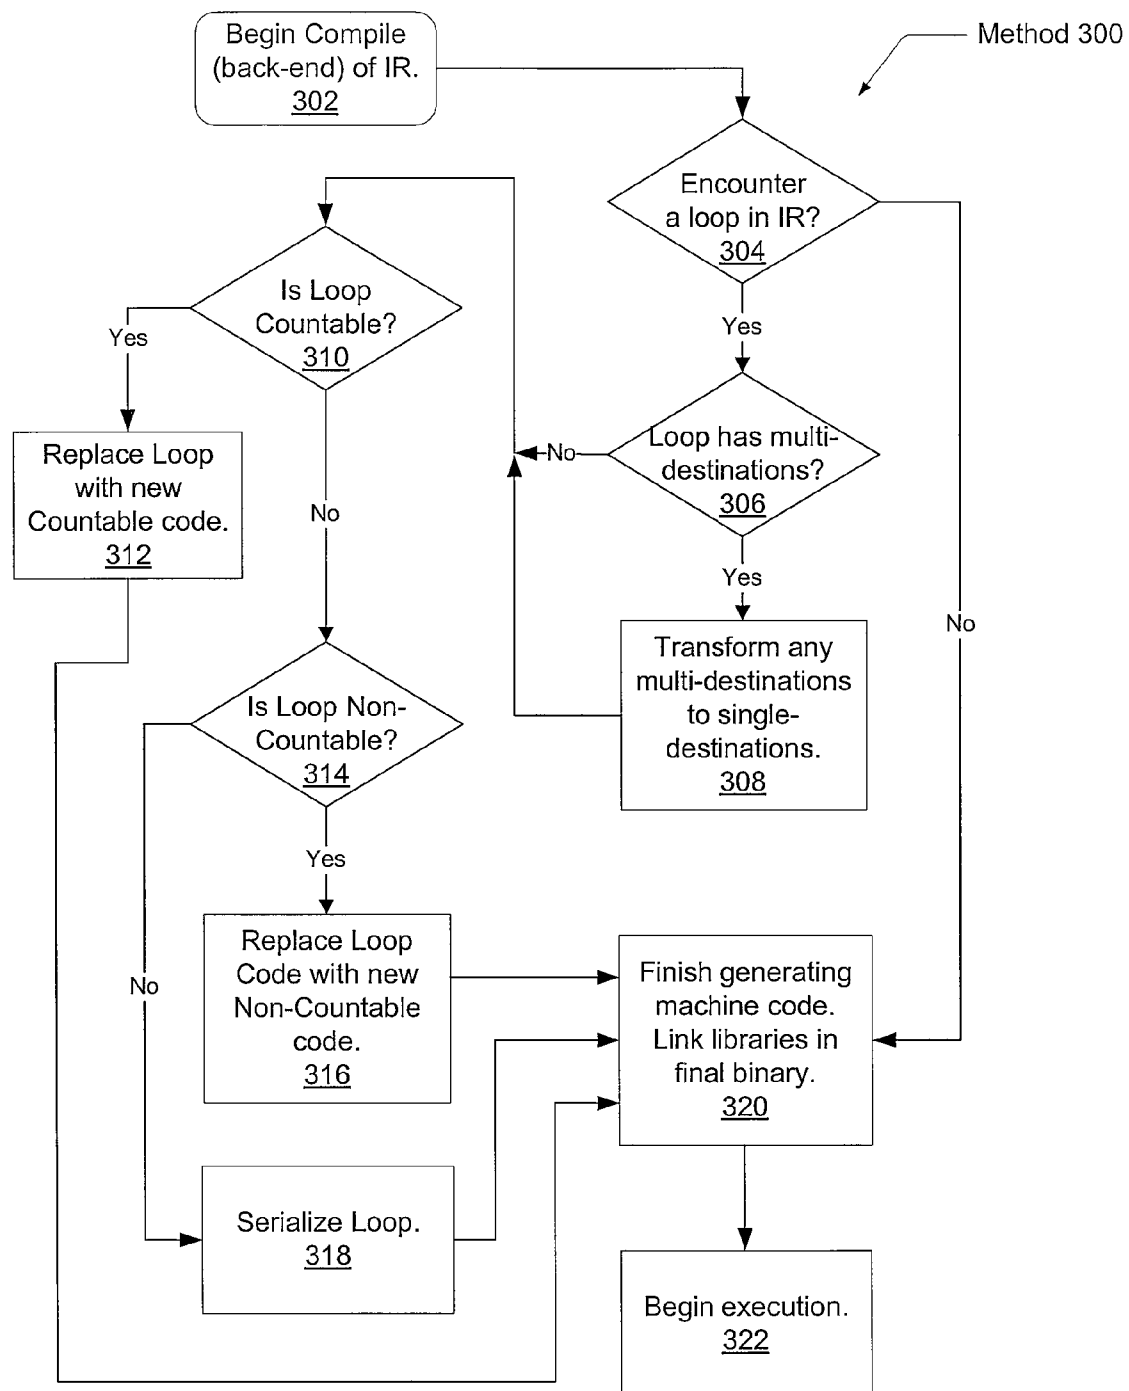 Begin Compile
(back-end) of IR.
302
Method 300
Encounter
a loop in IR?
304
Is Loop
Countable?
310
Yes
Yes
No
Loop has multi-
destinations?
306
No
Replace Loop
with new
Countable code.
312
No
Yes
Transform any
multi-destinations
to single-
destinations.
308
Is Loop Non-
Countable?
314
Yes
No
Replace Loop
Code with new
Non-Countable
code.
316
Finish generating
machine code.
Link libraries in
final binary.
320
Serialize Loop.
318
Begin execution.
322